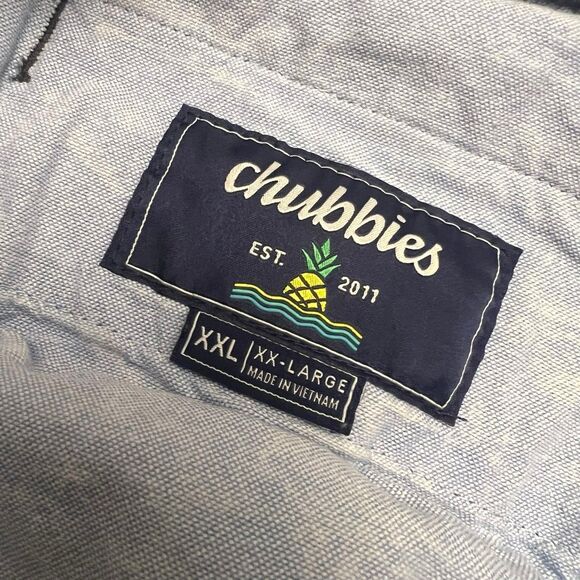 chubbies
EST. 2011
XXL XX-LARGE
MADE IN VIETNAM